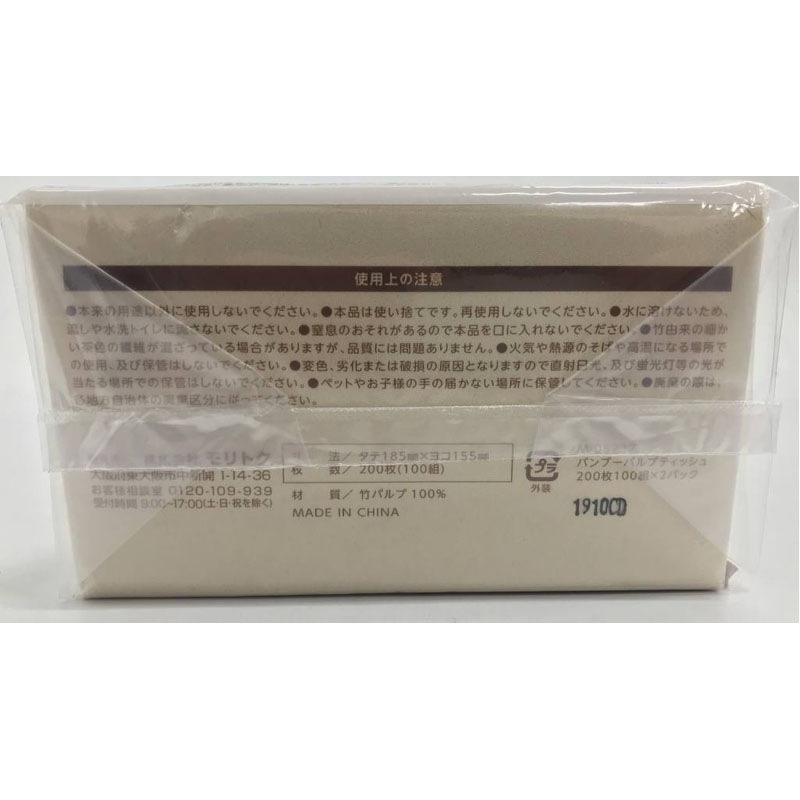 使用上の注意
●本来の用途以外に使用しないでください。●本品は使い捨てです。再使用しないでください。●水に溶けないため、
温しや水洗トイレに流さないでください。●窒息のおそれがあるので本品を口に入れないでください。●竹由来の細か
い茶色の繊維が混ざっている場合がありますが、品質には問題ありません。●火気や熱源のそばや高温になる場所で
の使用、及び保管はしないでください。●変色、劣化または破損の原因となりますので直射日光、及び蛍光灯等の光が
当たる場所での保管はしないでください。●ペットやお子様の手の届かない場所に保管してください。●廃棄の際は、
各地方自治体の廃棄区分に従ってください。
株式会社 モリトク
大阪府東大阪市中新開1-14-36
お客様相談室 0120-109-939
受付時間 9:00~17:00(土・日・祝を除く)
寸 法/タテ185㎜×ヨコ155㎜
枚 数/200枚(100組)
材 質/竹パルプ100%
MADE IN CHINA
プラ
外装
バンブーパルプティッシュ
200枚100組×2パック
1910CD